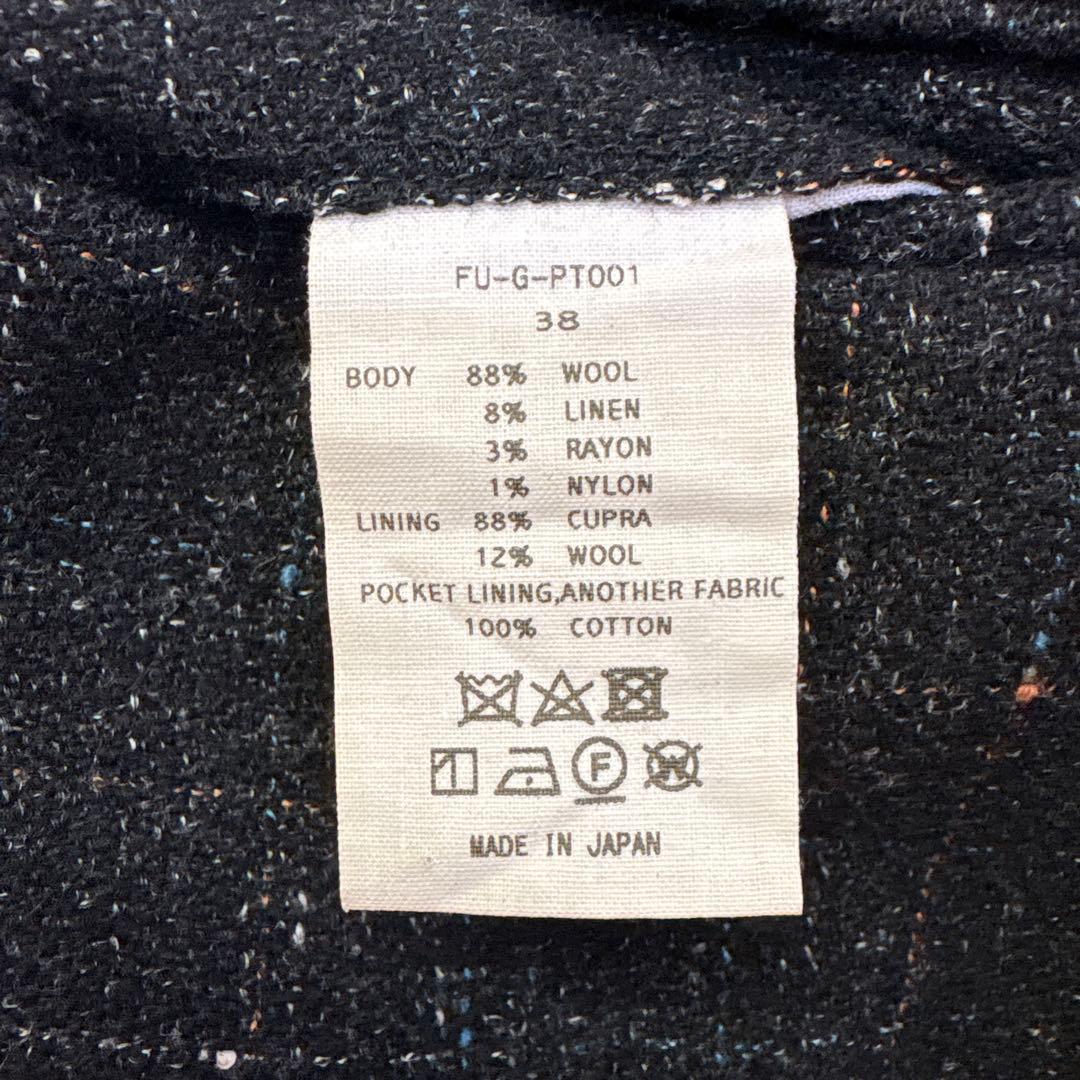 FU-G-PT001
38
BODY 88% WOOL
8% LINEN
3% RAYON
1% NYLON
LINING 88% CUPRA
12% WOOL
POCKET LINING,ANOTHER FABRIC
100% COTTON
F W
MADE IN JAPAN